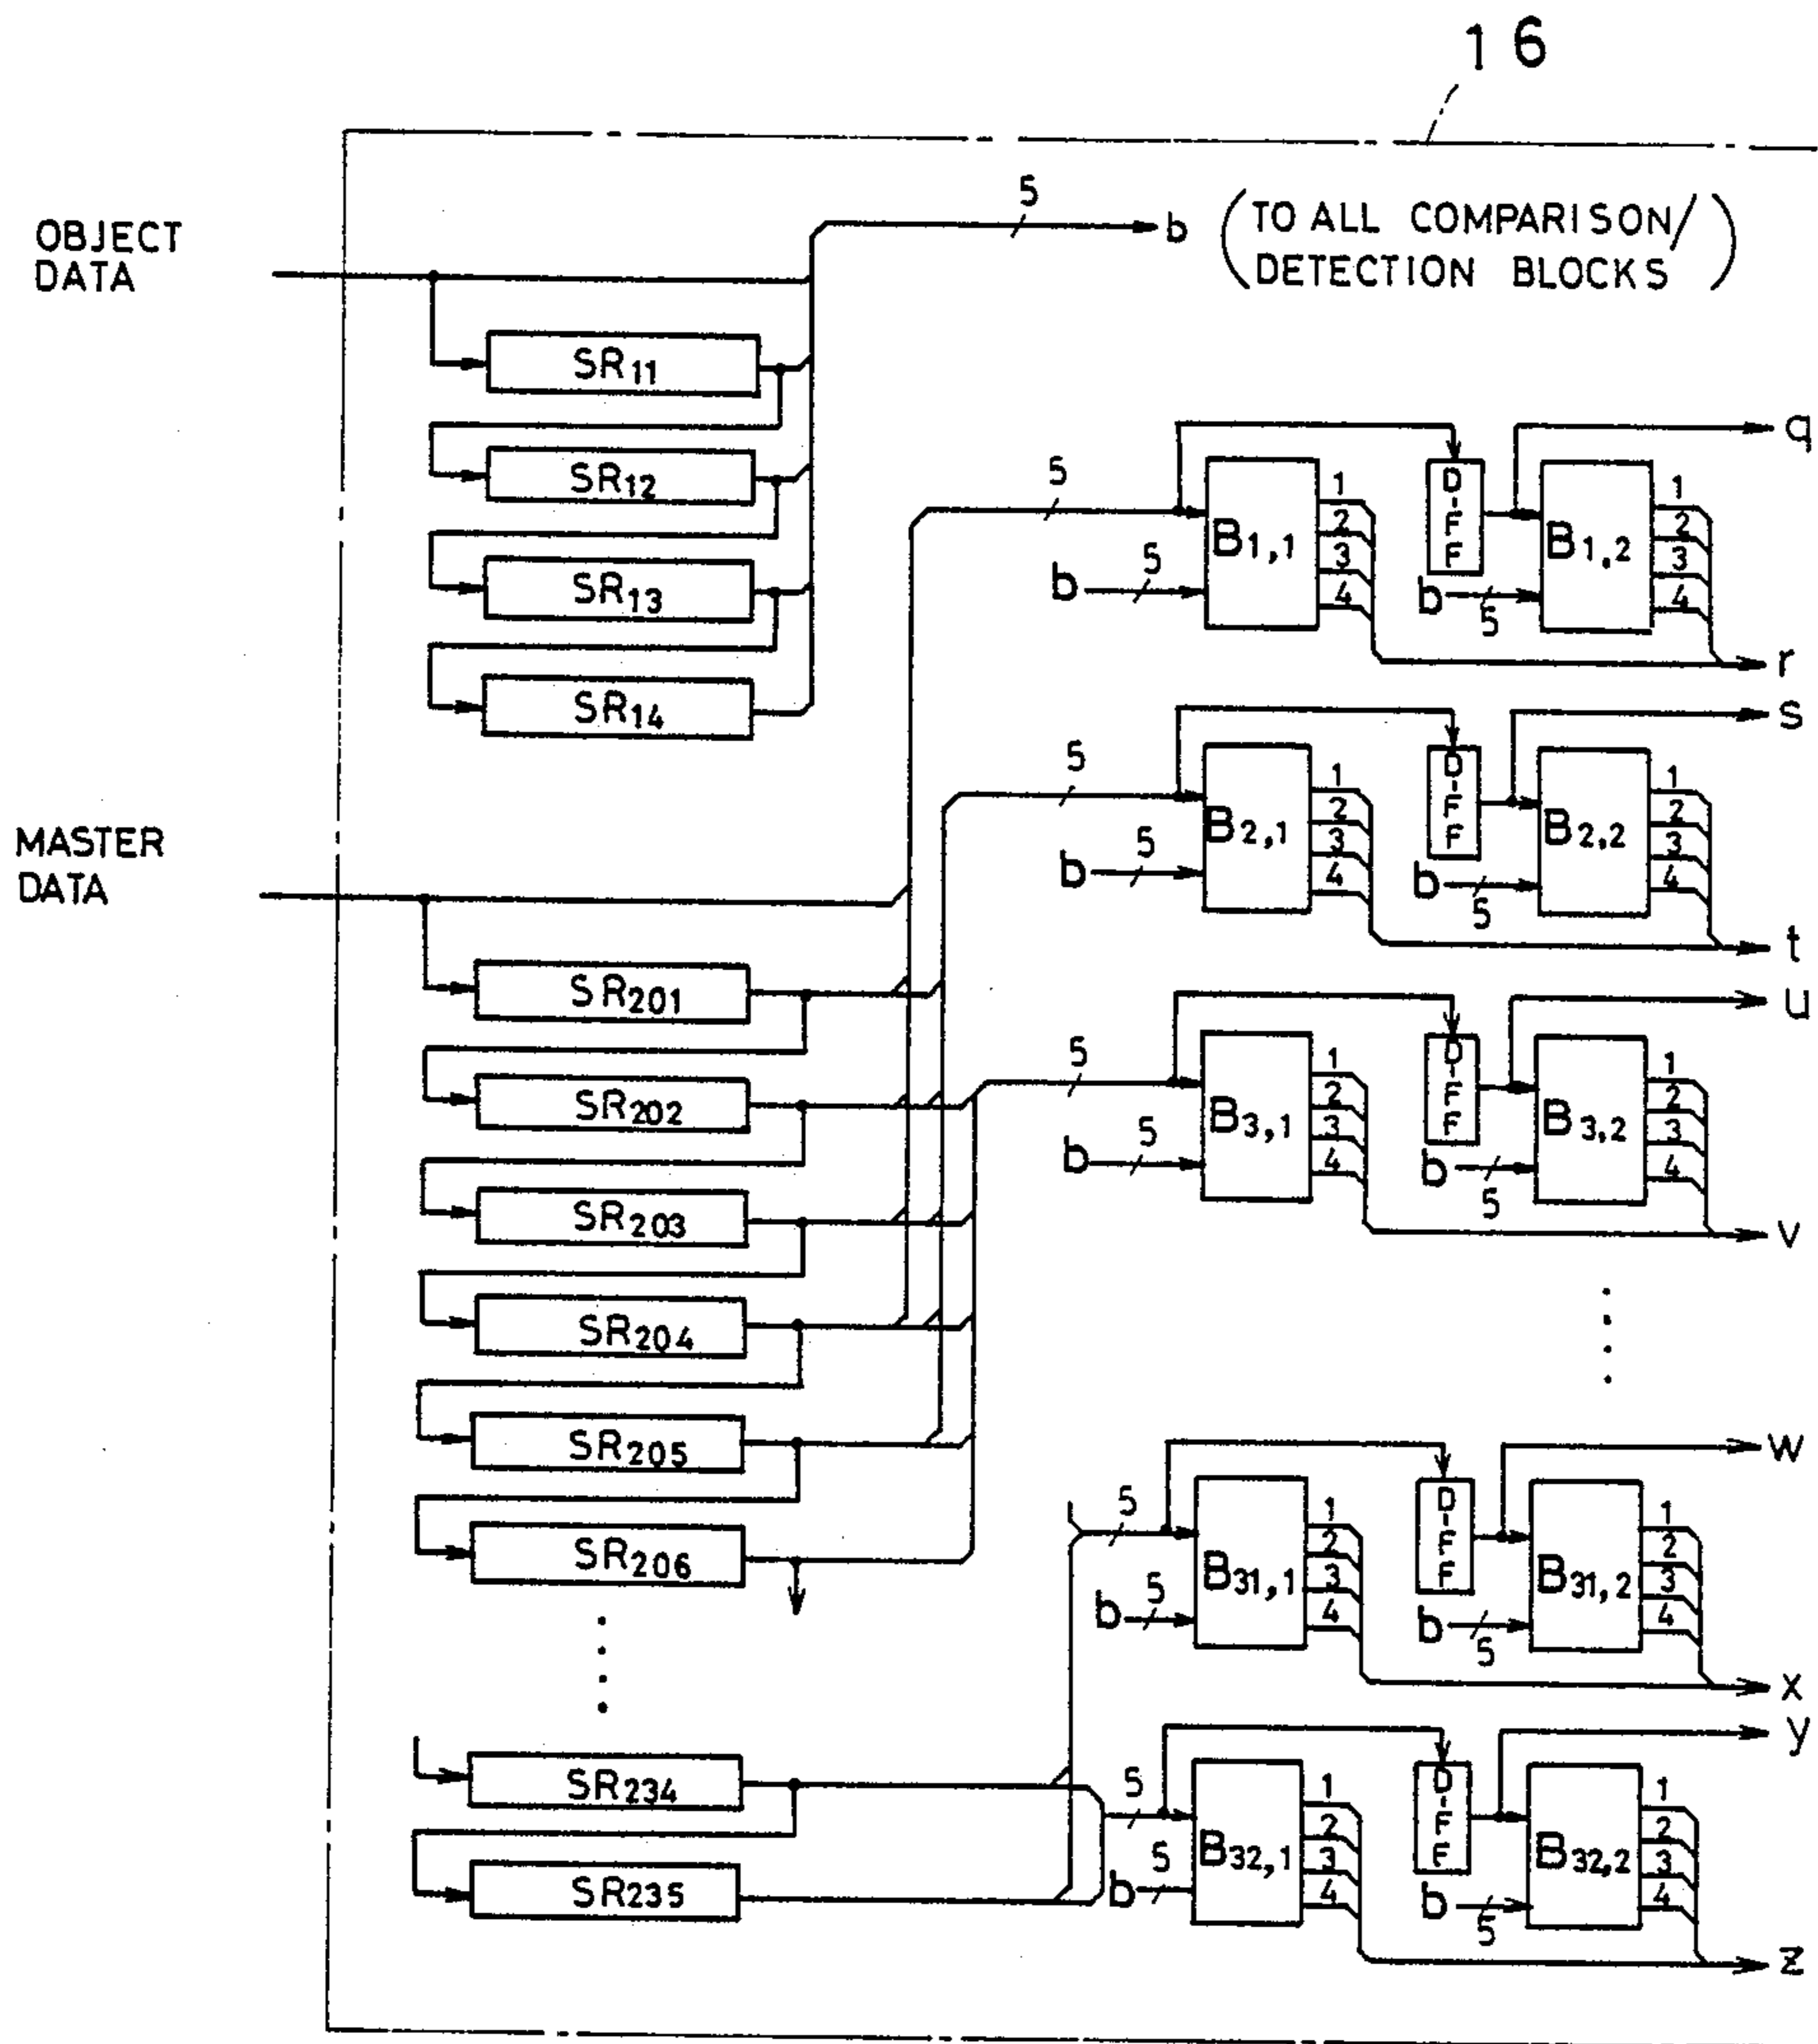 16
OBJECT
DATA
5
b
(TO ALL COMPARISON/
DETECTION BLOCKS)
SR11
SR12
SR13
SR14
q
5
B1,1
1
2
3
4
b
5
D-FF
B1,2
1
2
3
4
b
5
r
s
5
B2,1
1
2
3
4
b
5
D-FF
B2,2
1
2
3
4
b
5
t
MASTER
DATA
SR201
SR202
SR203
SR204
SR205
SR206
u
5
B3,1
1
2
3
4
b
5
D-FF
B3,2
1
2
3
4
b
5
v
w
5
B31,1
1
2
3
4
b
5
D-FF
B31,2
1
2
3
4
b
5
x
SR234
SR235
y
5
B32,1
1
2
3
4
b
5
D-FF
B32,2
1
2
3
4
b
5
z